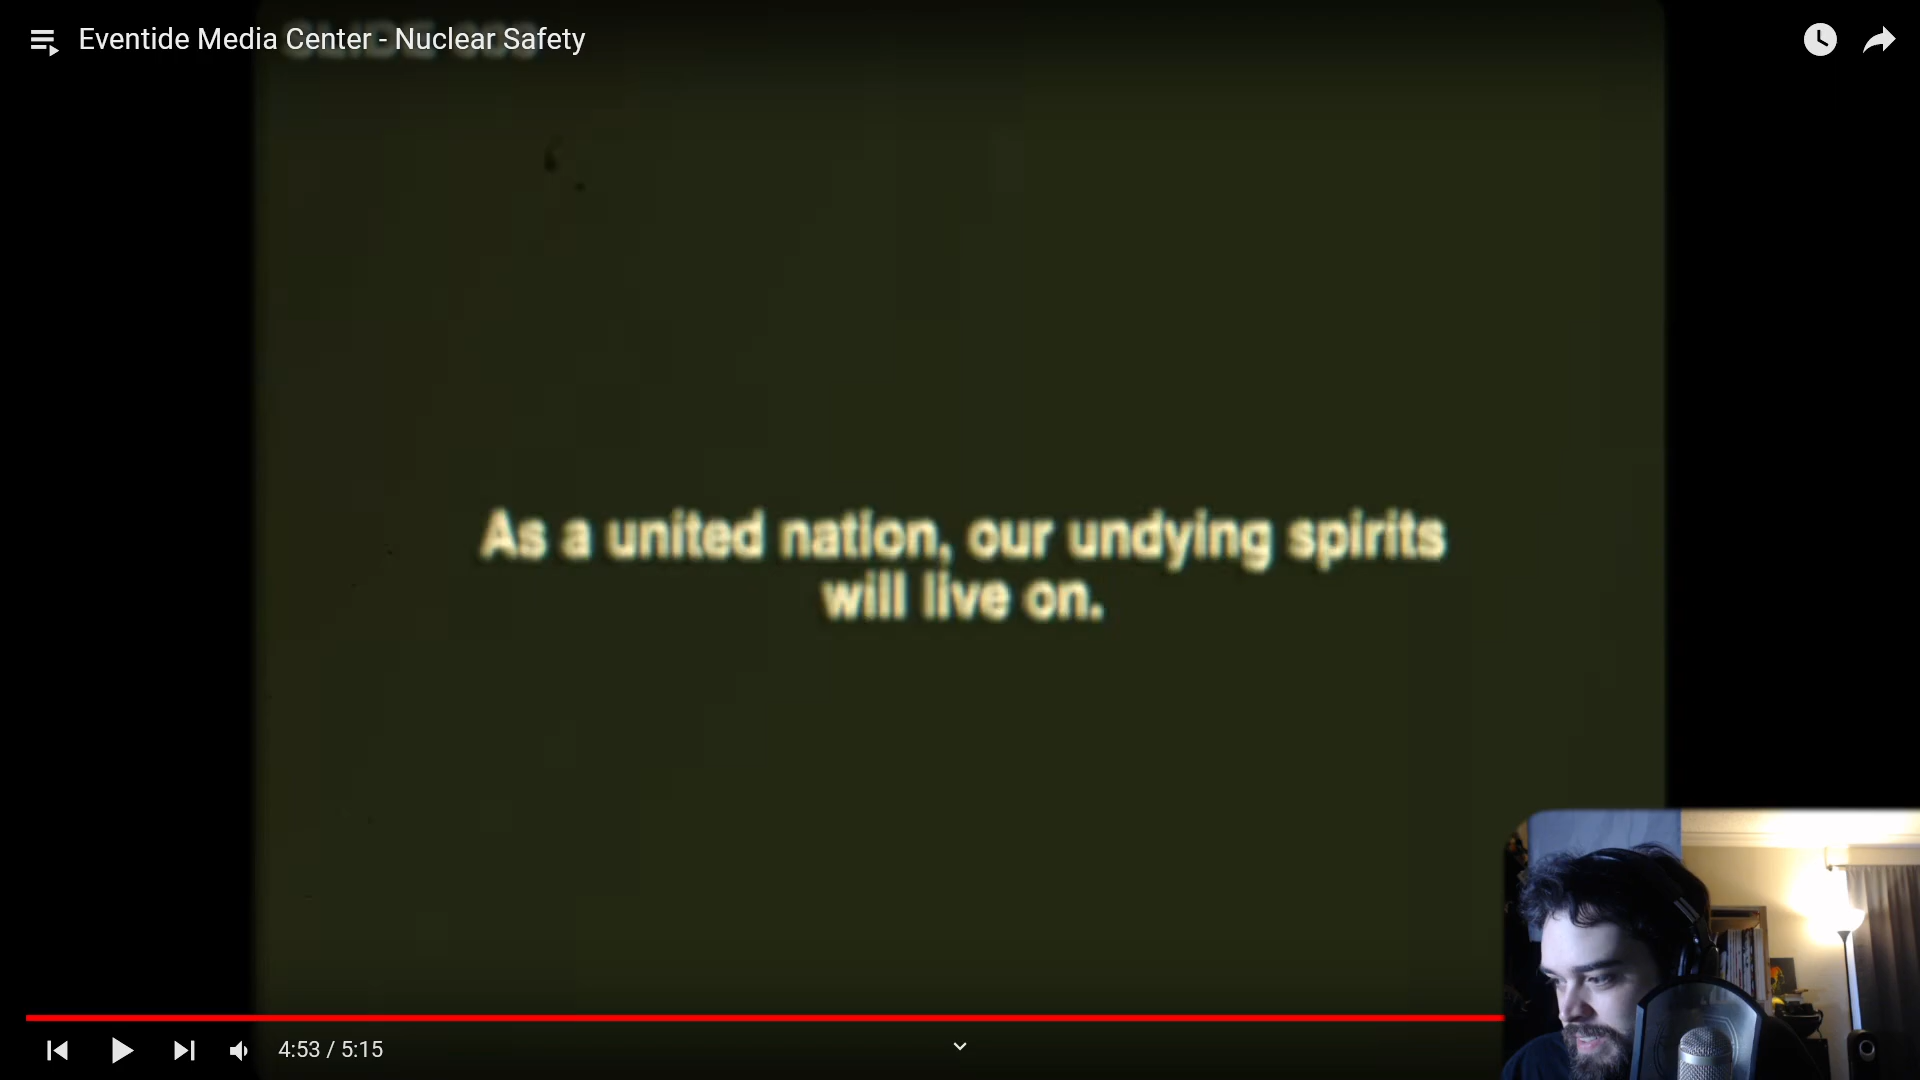 Eventide Media Center - Nuclear Safety
As a united nation, our undying spirits
will live on.
4:53 / 5:15